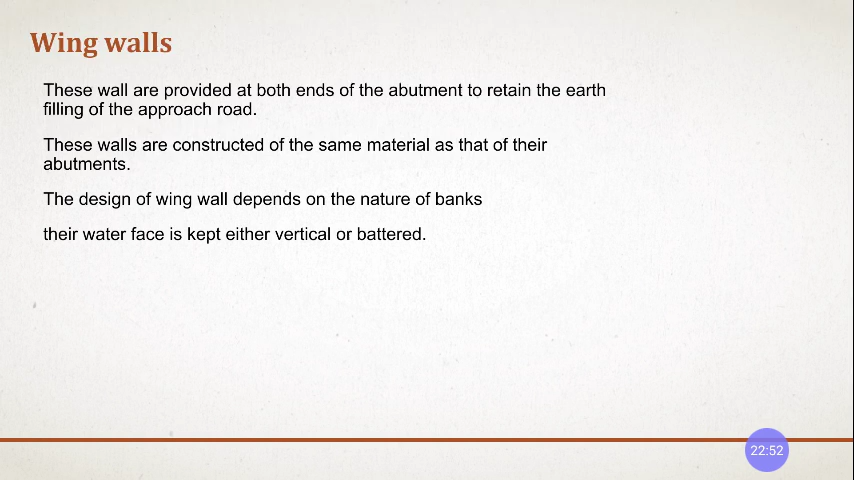 Wing walls
These wall are provided at both ends of the abutment to retain the earth
filling of the approach road.
These walls are constructed of the same material as that of their
abutments.
The design of wing wall depends on the nature of banks
their water face is kept either vertical or battered.
22:52